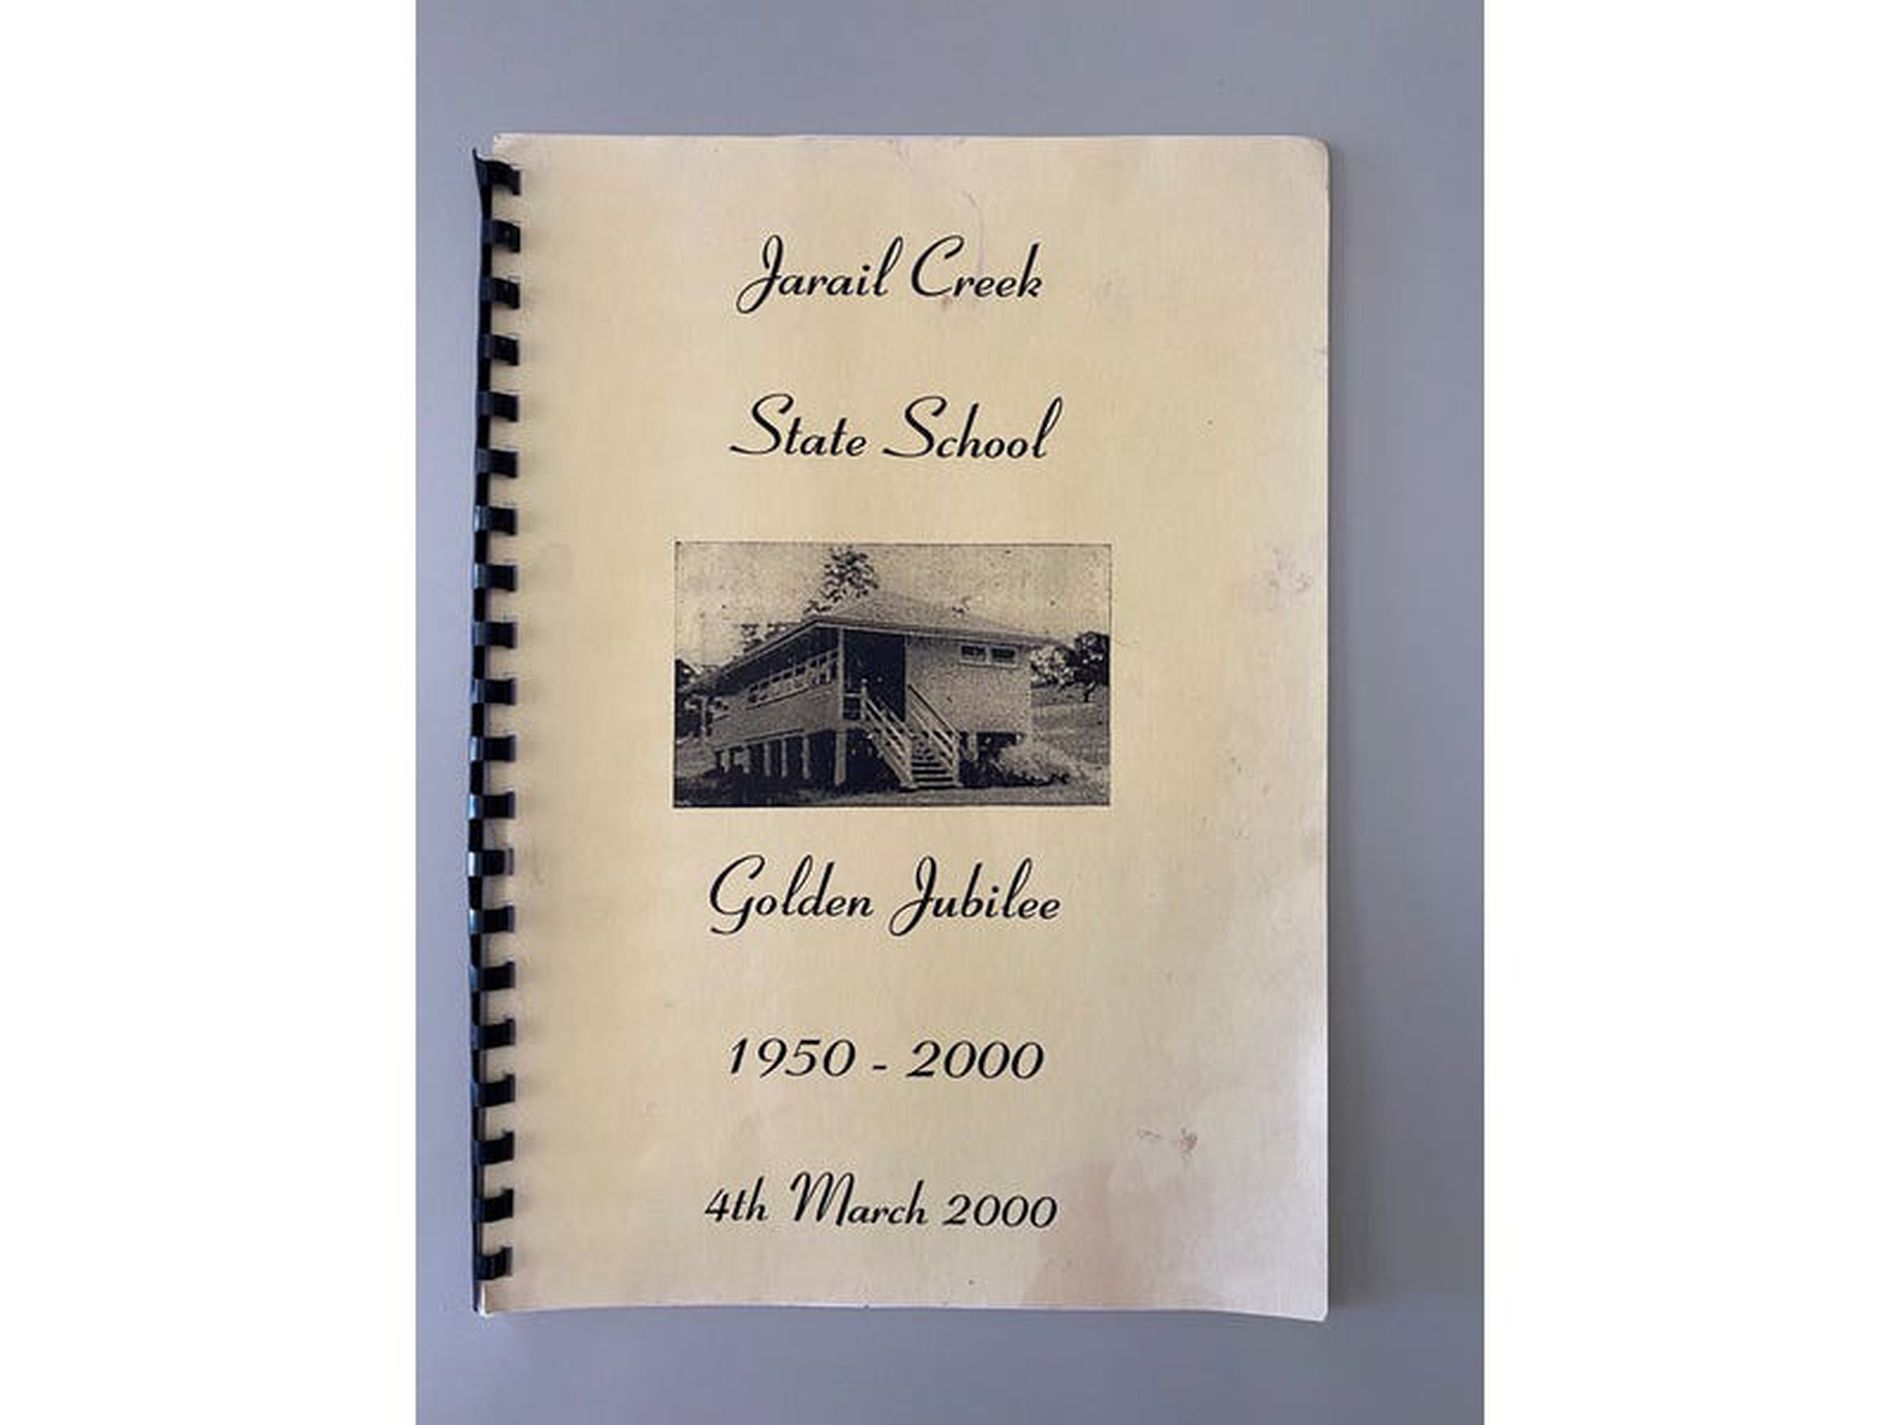 Jarail Creek
State School
Golden Jubilee
1950 - 2000
4th March 2000